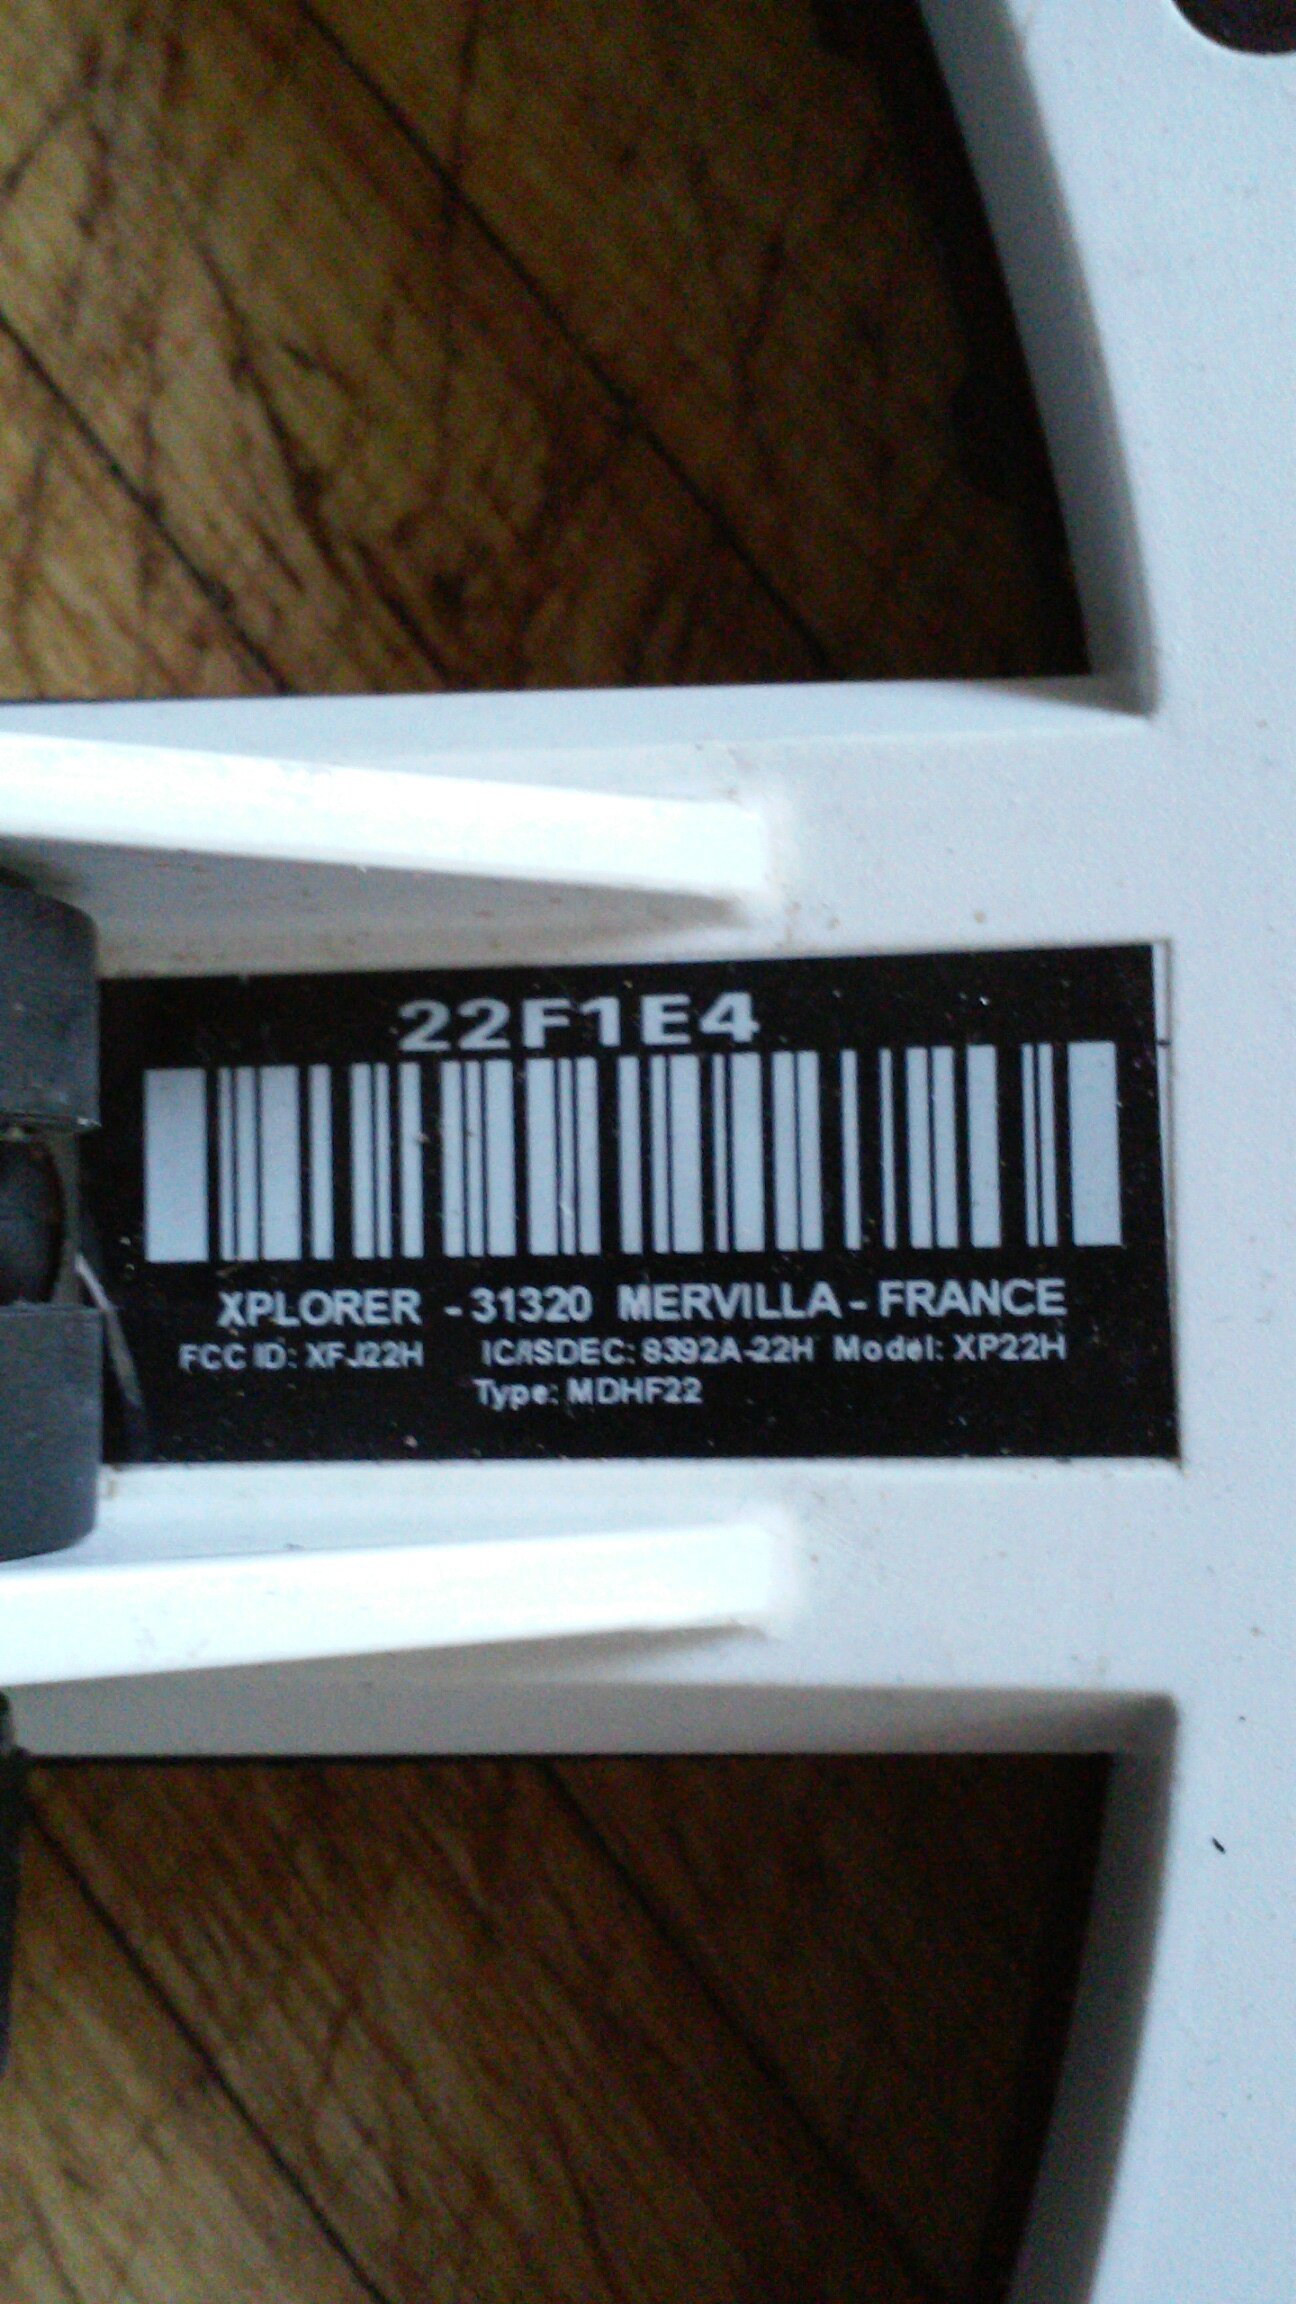 22F1E4
XPLORER - 31320 MERVILLA - FRANCE
FCC ID: XFJ22H IC/ISDEC: 8392A-22H Model: XP22H
Type: MDHF22